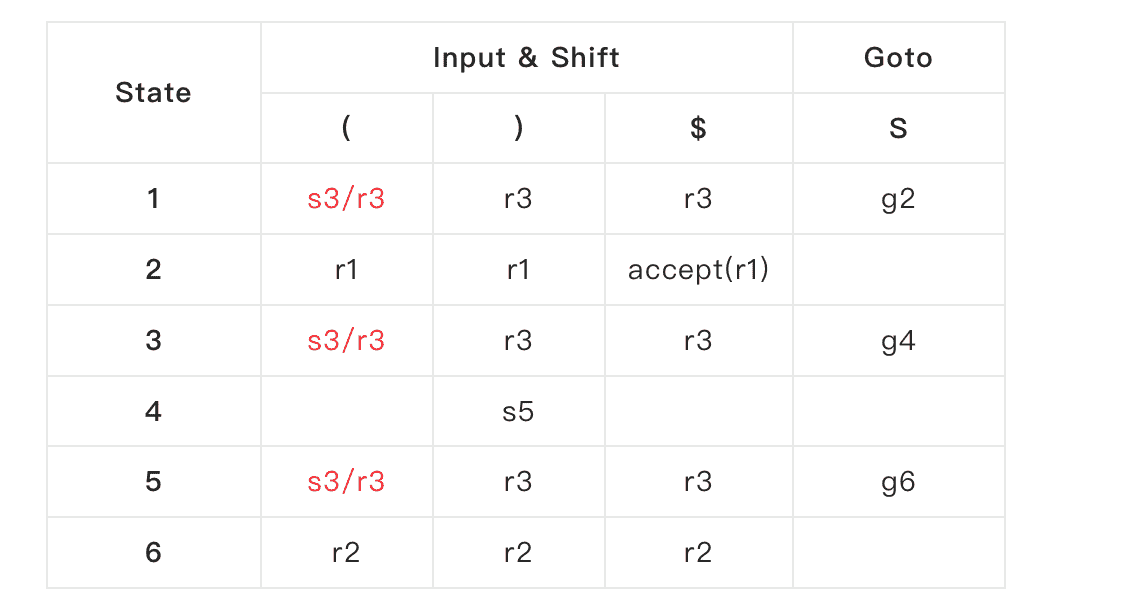 Input & Shift Goto
State
( ) $ S
1 s3/r3 r3 r3 g2
2 r1 r1 accept(r1)
3 s3/r3 r3 r3 g4
4 s5
5 s3/r3 r3 r3 g6
6 r2 r2 r2